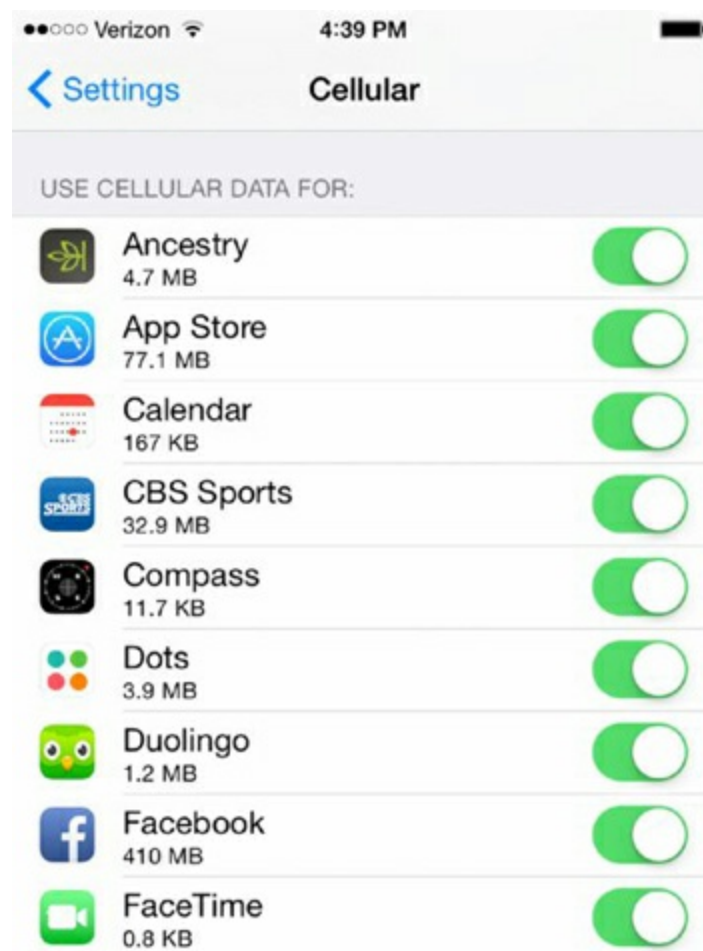 Verizon 4:39 PM
Settings Cellular
USE CELLULAR DATA FOR:
Ancestry
4.7 MB
App Store
77.1 MB
Calendar
167 KB
CBS SPORTS
CBS Sports
32.9 MB
Compass
11.7 KB
Dots
3.9 MB
Duolingo
1.2 MB
f
Facebook
410 MB
FaceTime
0.8 KB